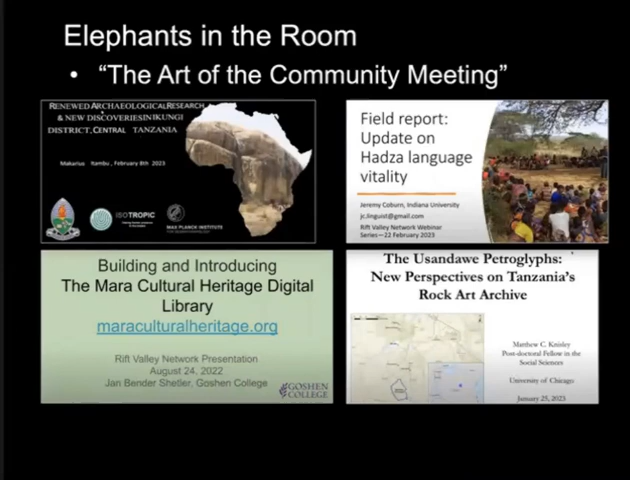 Elephants in the Room
• “The Art of the Community Meeting”
RENEWED ARCHAEOLOGICAL RESEARCH
& NEW DISCOVERIES IN IKUNGI
DISTRICT, CENTRAL TANZANIA
Makarius Itambu, February 8th 2023
ISOTROPIC
MAX PLANCK INSTITUTE
Field report:
Update on
Hadza language
vitality
Jeremy Coburn, Indiana University
jc.linguist@gmail.com
Rift Valley Network Webinar
Series—22 February 2023
Building and Introducing
The Mara Cultural Heritage Digital
Library
maraculturalheritage.org
Rift Valley Network Presentation
August 24, 2022
Jan Bender Shetler, Goshen College
GOSHEN
COLLEGE
The Usandawe Petroglyphs:
New Perspectives on Tanzania’s
Rock Art Archive
Matthew C. Knisley
Post-doctoral Fellow in the
Social Sciences
University of Chicago
January 25, 2023